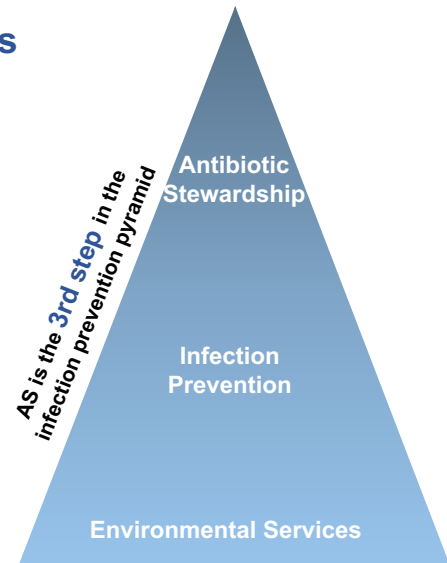 s
Antibiotic
Stewardship
AS is the 3rd step in the
infection prevention pyramid
Infection
Prevention
Environmental Services